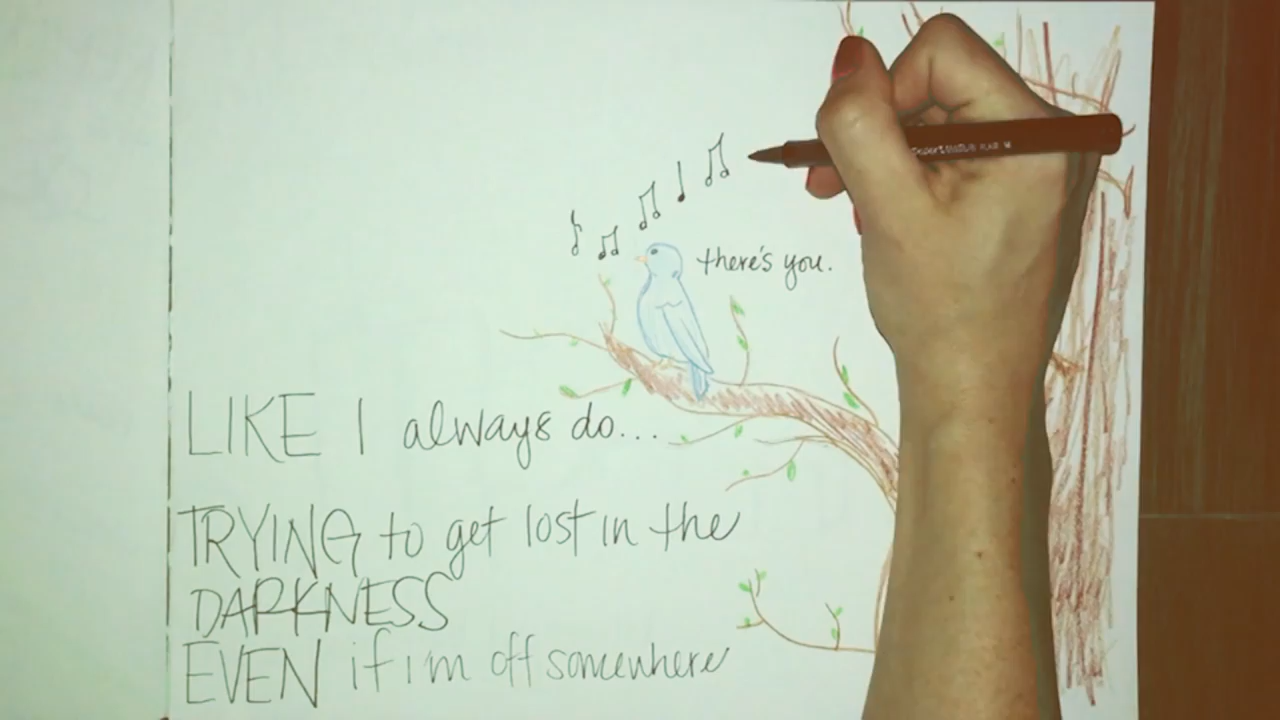 there's you.
LIKE I always do...
TRYING to get lost in the
DARKNESS
EVEN if i'm off somewhere